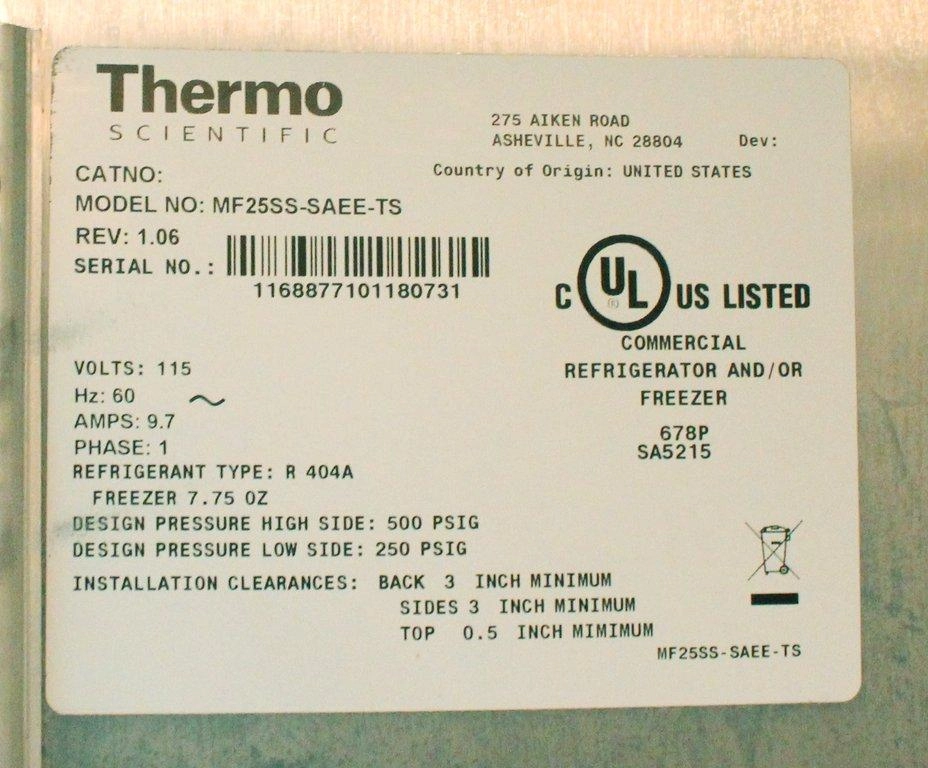 Thermo
SCIENTIFIC
275 AIKEN ROAD
ASHEVILLE, NC 28804 Dev:
Country of Origin: UNITED STATES
CATNO:
MODEL NO: MF25SS-SAEE-TS
REV: 1.06
SERIAL NO.:
1168877101180731
C UL US LISTED
(R)
COMMERCIAL
REFRIGERATOR AND/OR
FREEZER
678P
SA5215
VOLTS: 115
Hz: 60 ~
AMPS: 9.7
PHASE: 1
REFRIGERANT TYPE: R 404A
FREEZER 7.75 OZ
DESIGN PRESSURE HIGH SIDE: 500 PSIG
DESIGN PRESSURE LOW SIDE: 250 PSIG
INSTALLATION CLEARANCES: BACK 3 INCH MINIMUM
SIDES 3 INCH MINIMUM
TOP 0.5 INCH MIMIMUM
MF25SS-SAEE-TS